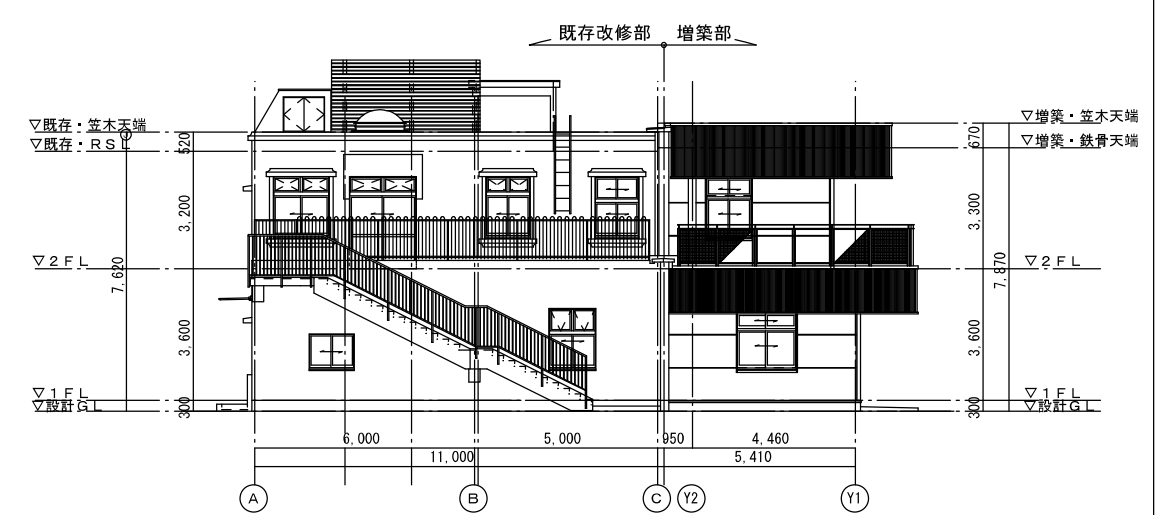 既存改修部 増築部
▽既存・笠木天端
▽既存・RSL
▽2FL
▽1FL
▽設計GL
7,620
520
3,200
3,600
300
▽増築・笠木天端
▽増築・鉄骨天端
▽2FL
▽1FL
▽設計GL
670
3,300
3,600
300
7,870
6,000 5,000 950 4,460
11,000 5,410
A B C Y2 Y1